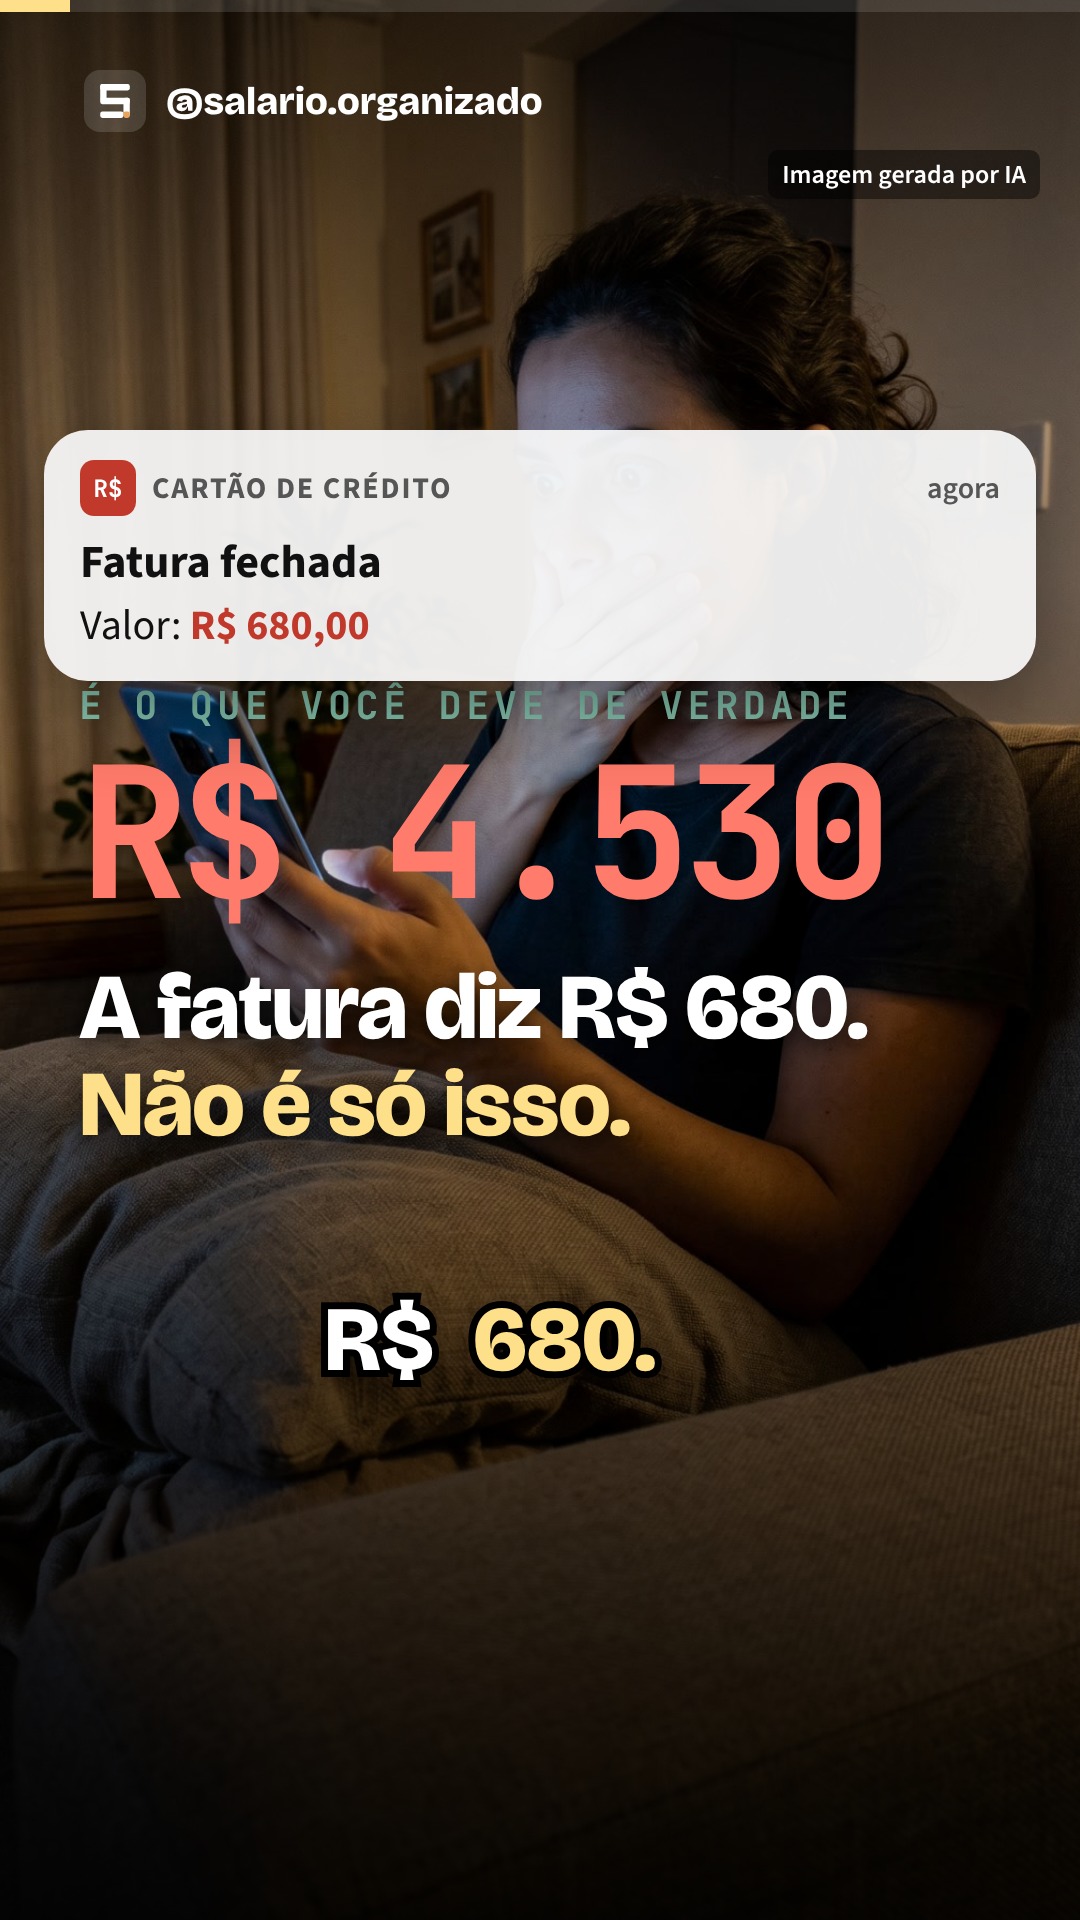 @salario.organizado
Imagem gerada por IA
R$ CARTÃO DE CRÉDITO agora
Fatura fechada
Valor: R$ 680,00
É O QUE VOCÊ DEVE DE VERDADE
R$ 4.530
A fatura diz R$ 680.
Não é só isso.
R$ 680.